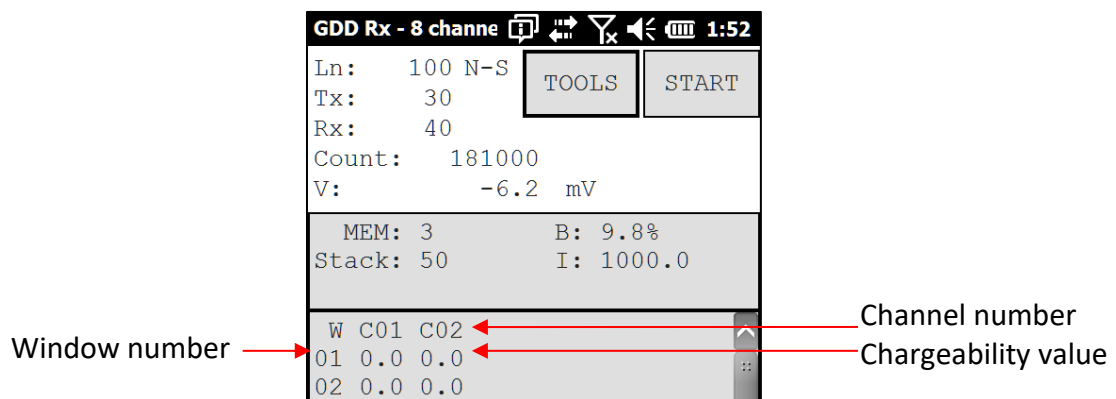 GDD Rx - 8 channe 1:52
Ln: 100 N-S
TOOLS
START
Tx: 30
Rx: 40
Count: 181000
V: -6.2 mV
MEM: 3 B: 9.8%
Stack: 50 I: 1000.0
W C01 C02
Channel number
Window number
01 0.0 0.0
Chargeability value
02 0.0 0.0